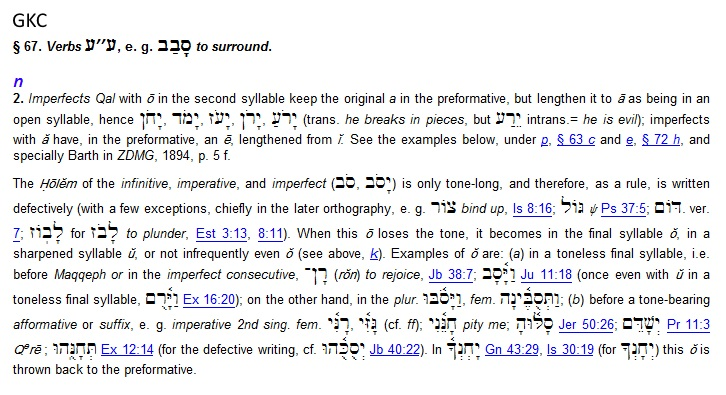 GKC
§ 67. Verbs ע״ע, e. g. סָבַב to surround.
n
2. Imperfects Qal with ō in the second syllable keep the original a in the preformative, but lengthen it to ā as being in an
open syllable, hence יָחֹן, יָמֹד, יָעֹז, יָרֹן, יָרֹעַ (trans. he breaks in pieces, but יֵרַע intrans.= he is evil); imperfects
with ă have, in the preformative, an ē, lengthened from ĭ. See the examples below, under p, § 63 c and e, § 72 h, and
specially Barth in ZDMG, 1894, p. 5 f.
The Ḥōlĕm of the infinitive, imperative, and imperfect (סֹב, יָסֹב) is only tone-long, and therefore, as a rule, is written
defectively (with a few exceptions, chiefly in the later orthography, e. g. צוֹר bind up, Is 8:16; גּוֹל ψ Ps 37:5; דּוֹם. ver.
7; לָבוֹז for לָבֹז to plunder, Est 3:13, 8:11). When this ō loses the tone, it becomes in the final syllable ŏ, in a
sharpened syllable ŭ, or not infrequently even ŏ (see above, k). Examples of ŏ are: (a) in a toneless final syllable, i.e.
before Maqqeph or in the imperfect consecutive, רָן־ (rŏn) to rejoice, Jb 38:7; וַיָּ֫סָב Ju 11:18 (once even with ŭ in a
toneless final syllable, וַיָּ֫רֻם Ex 16:20); on the other hand, in the plur. וַיָּסֹ֫בּוּ, fem. וַתְּסֻבֶּ֫ינָה; (b) before a tone-bearing
afformative or suffix, e. g. imperative 2nd sing. fem. רָנִּי, גָּזִּי (cf. ff); חָנֵּ֫נִי pity me; סָלּ֫וּהָ Jer 50:26; יְשָׁדֵּם Pr 11:3
Qᵉrē; תְּחָגֻּ֫הוּ Ex 12:14 (for the defective writing, cf. יְסֻכֻּ֫הוּ Jb 40:22). In יָחְנְךָ֫ Gn 43:29, Is 30:19 (for יְחָנְךָ) this ŏ is
thrown back to the preformative.